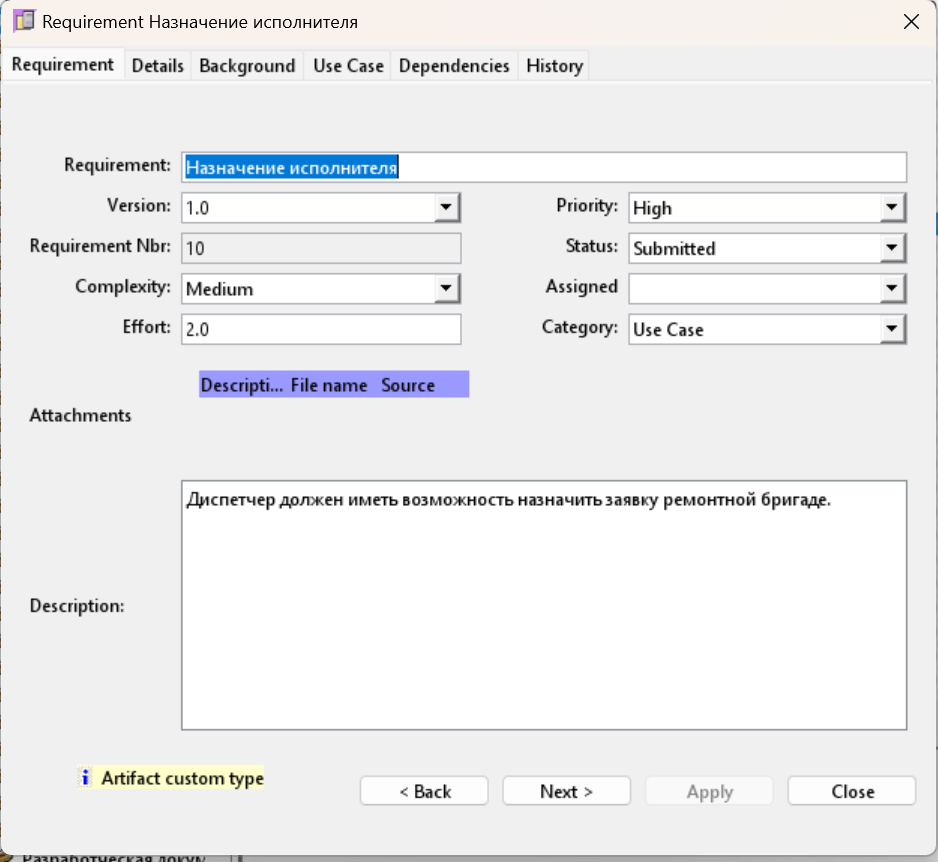 Requirement Назначение исполнителя
Requirement Details Background Use Case Dependencies History
Requirement: Назначение исполнителя
Version: 1.0 Priority: High
Requirement Nbr: 10 Status: Submitted
Complexity: Medium Assigned
Effort: 2.0 Category: Use Case
Descripti... File name Source
Attachments
Диспетчер должен иметь возможность назначить заявку ремонтной бригаде.
Description:
i Artifact custom type
< Back Next > Apply Close
Разработческая докум